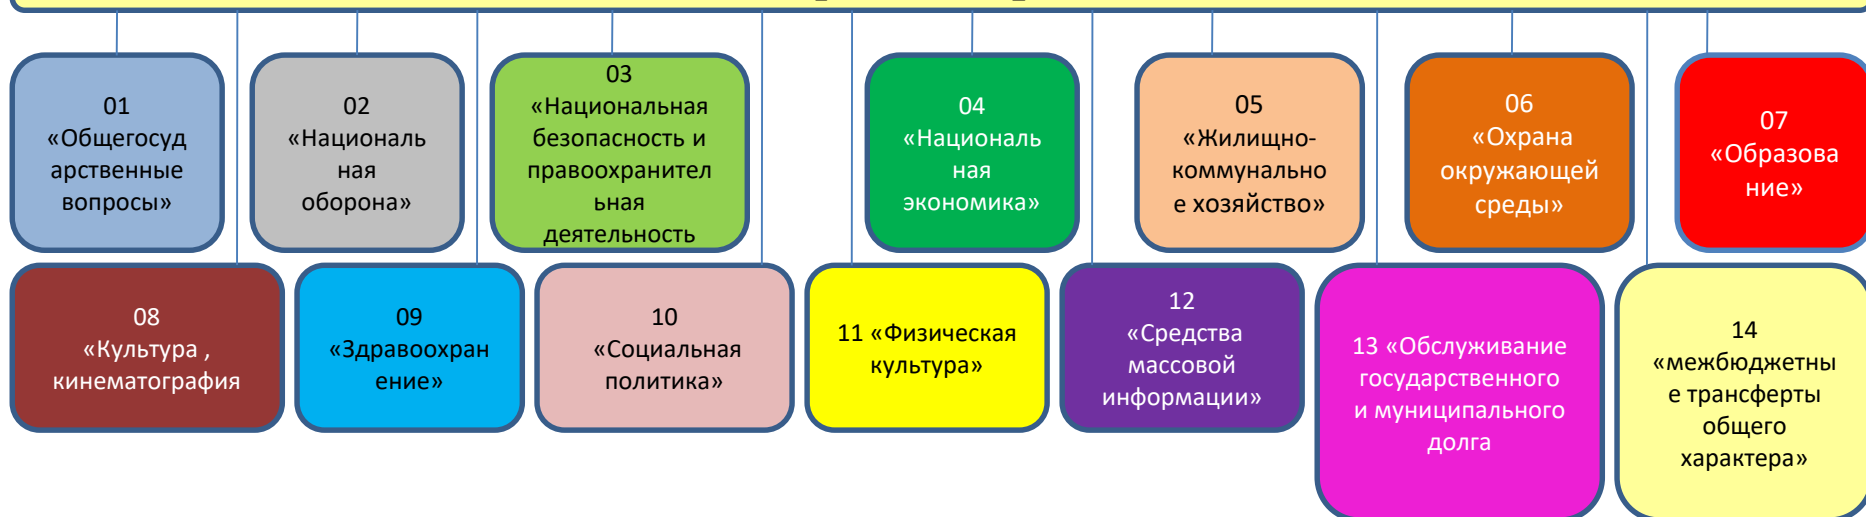 01
«Общегосуд
арственные
вопросы»
02
«Националь
ная
оборона»
03
«Национальная
безопасность и
правоохранител
ьная
деятельность
04
«Националь
ная
экономика»
05
«Жилищно-
коммунально
е хозяйство»
06
«Охрана
окружающей
среды»
07
«Образова
ние»
08
«Культура ,
кинематография
09
«Здравоохран
ение»
10
«Социальная
политика»
11 «Физическая
культура»
12
«Средства
массовой
информации»
13 «Обслуживание
государственного
и муниципального
долга
14
«межбюджетны
е трансферты
общего
характера»